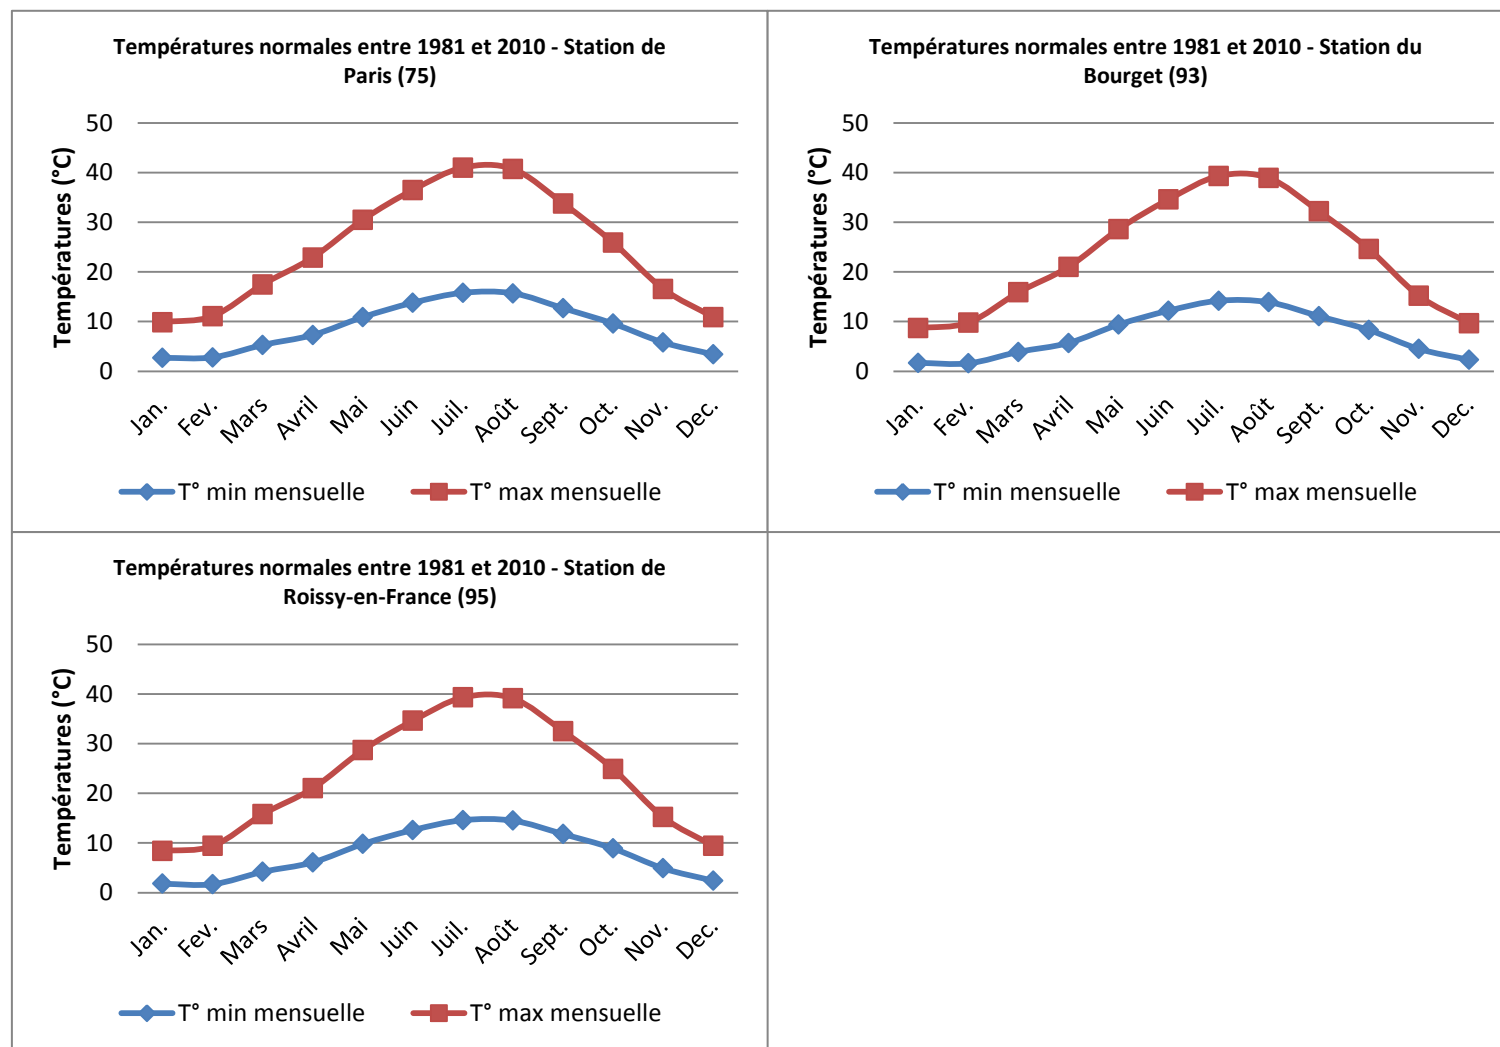 Températures normales entre 1981 et 2010 - Station de
Paris (75)
Températures (°C)
50
40
30
20
10
0
Jan.
Fev.
Mars
Avril
Mai
Juin
Juil.
Août
Sept.
Oct.
Nov.
Dec.
T° min mensuelle
T° max mensuelle
Températures normales entre 1981 et 2010 - Station du
Bourget (93)
Températures (°C)
50
40
30
20
10
0
Jan.
Fev.
Mars
Avril
Mai
Juin
Juil.
Août
Sept.
Oct.
Nov.
Dec.
T° min mensuelle
T° max mensuelle
Températures normales entre 1981 et 2010 - Station de
Roissy-en-France (95)
Températures (°C)
50
40
30
20
10
0
Jan.
Fev.
Mars
Avril
Mai
Juin
Juil.
Août
Sept.
Oct.
Nov.
Dec.
T° min mensuelle
T° max mensuelle